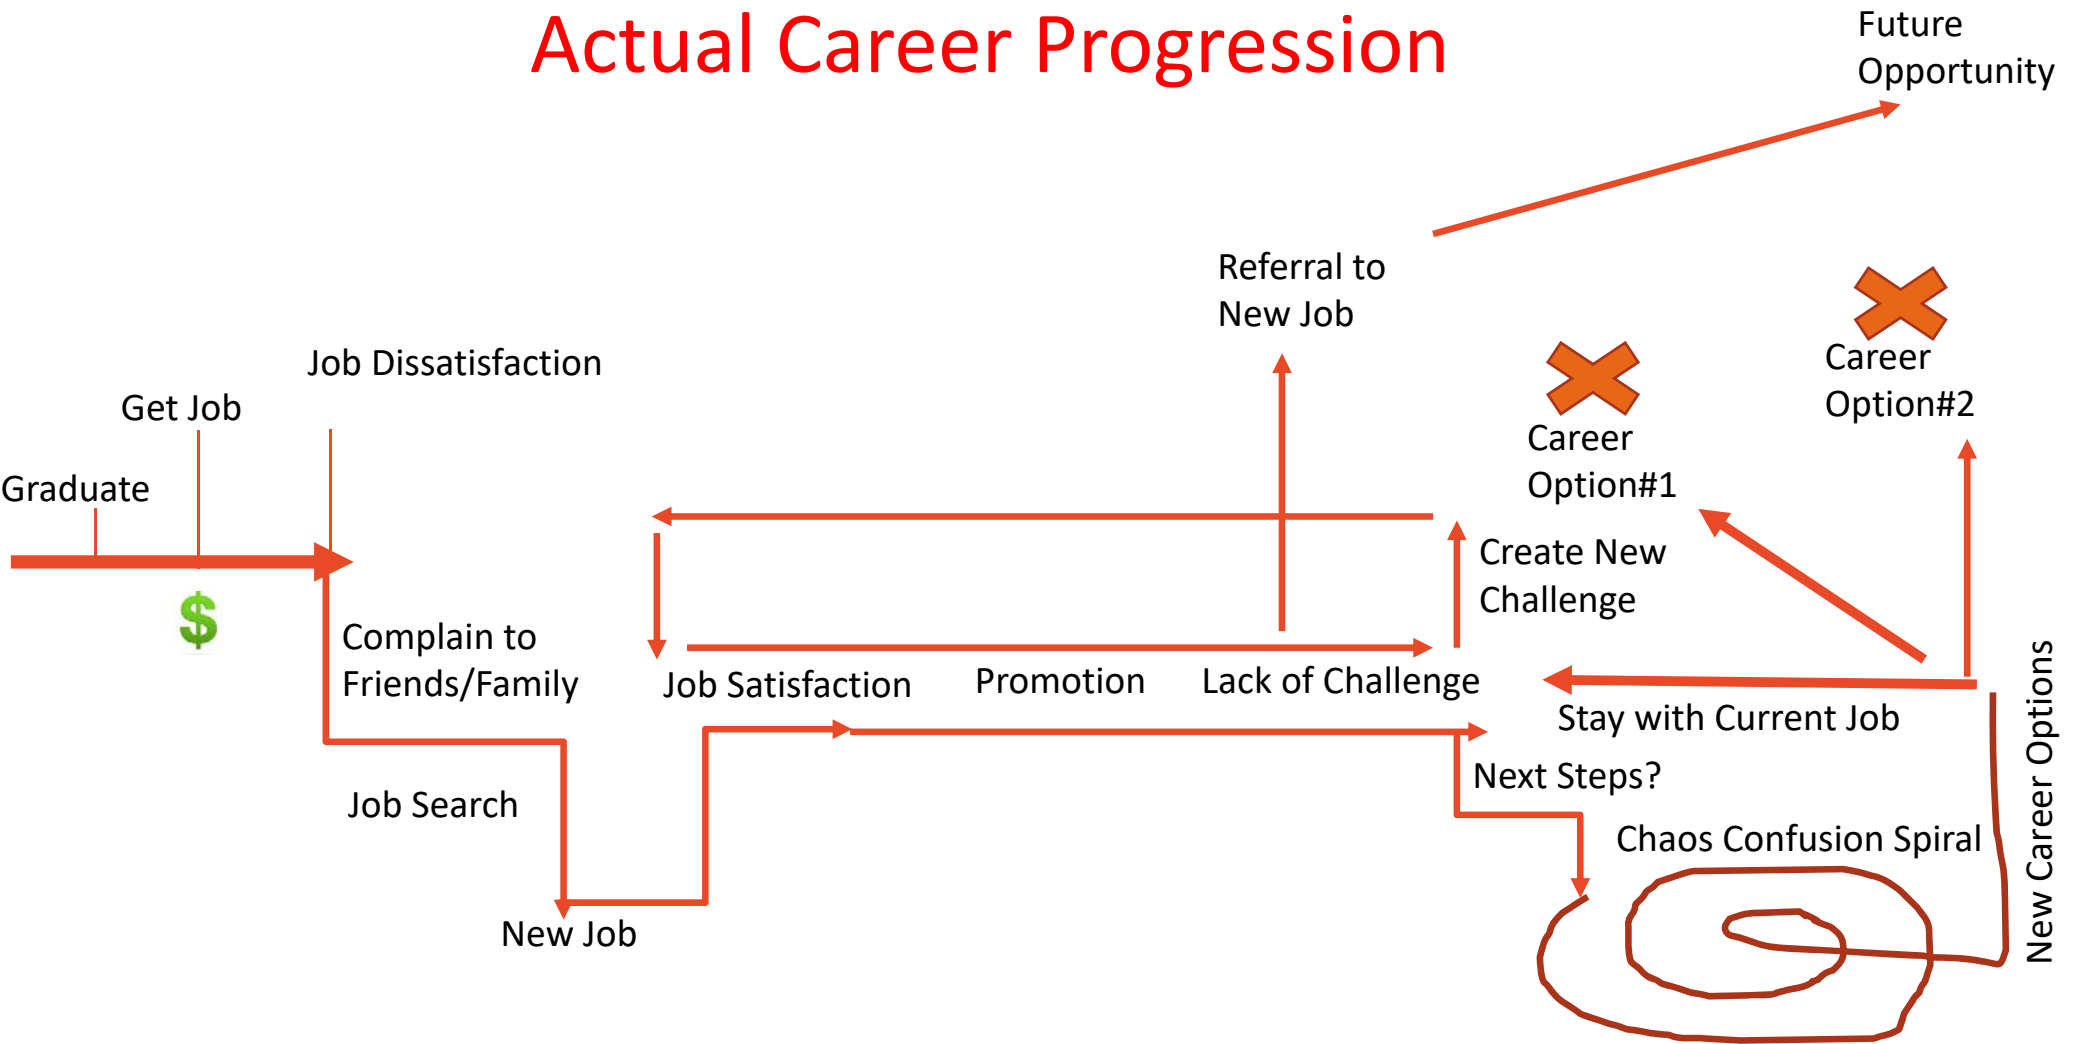 Actual Career Progression
Future
Opportunity
Referral to
New Job
Career
Option#2
Job Dissatisfaction
Get Job
Career
Option#1
Graduate
Create New
Challenge
$
Complain to
Friends/Family
Job Satisfaction
Promotion
Lack of Challenge
Stay with Current Job
Next Steps?
Job Search
Chaos Confusion Spiral
New Career Options
New Job